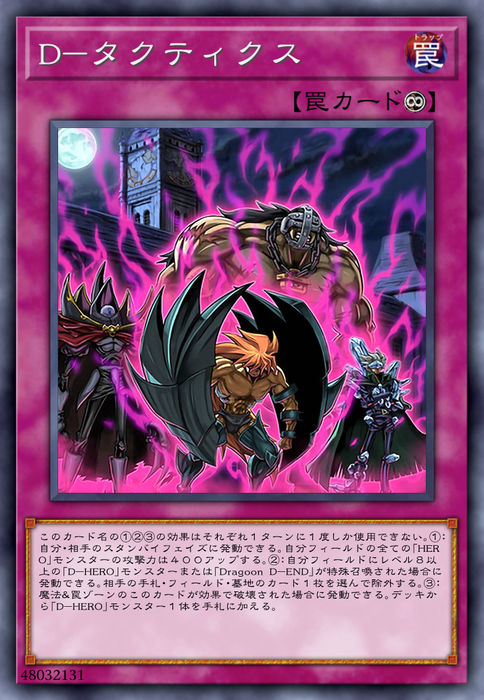 D-タクティクス
トラップ
罠
【罠カード】
このカード名の①②③の効果はそれぞれ１ターンに１度しか使用できない。①:
自分・相手のスタンバイフェイズに発動できる。自分フィールドの全ての「HER
O」モンスターの攻撃力は４００アップする。②:自分フィールドにレベル８以
上の「D-HERO」モンスターまたは「Dragoon D-END」が特殊召喚された場合に
発動できる。相手の手札・フィールド・墓地のカード１枚を選んで除外する。③:
魔法&罠ゾーンのこのカードが効果で破壊された場合に発動できる。デッキか
ら「D-HERO」モンスター１体を手札に加える。
48032131